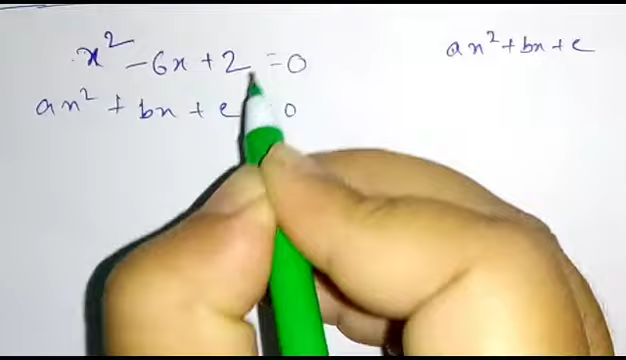 x² - 6x + 2 = 0
ax² + bx + c
ax² + bx + c 0